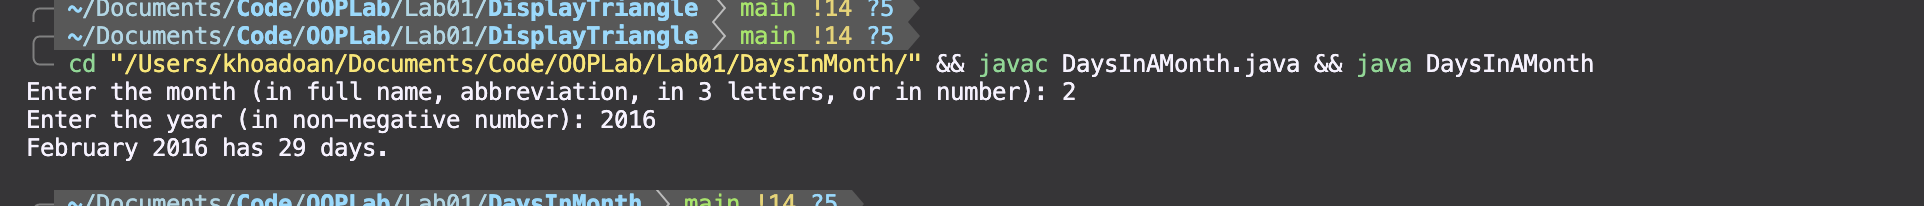 ~/Documents/Code/OOPLab/Lab01/DisplayTriangle main !14 ?5
~/Documents/Code/OOPLab/Lab01/DisplayTriangle main !14 ?5
cd "/Users/khoadoan/Documents/Code/OOPLab/Lab01/DaysInMonth/" && javac DaysInAMonth.java && java DaysInAMonth
Enter the month (in full name, abbreviation, in 3 letters, or in number): 2
Enter the year (in non-negative number): 2016
February 2016 has 29 days.
~/Documents/Code/OOPLab/Lab01/DaysInMonth main !14 ?5